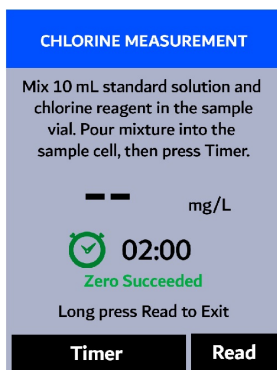 CHLORINE MEASUREMENT
Mix 10 mL standard solution and
chlorine reagent in the sample
vial. Pour mixture into the
sample cell, then press Timer.
-- mg/L
02:00
Zero Succeeded
Long press Read to Exit
Timer Read